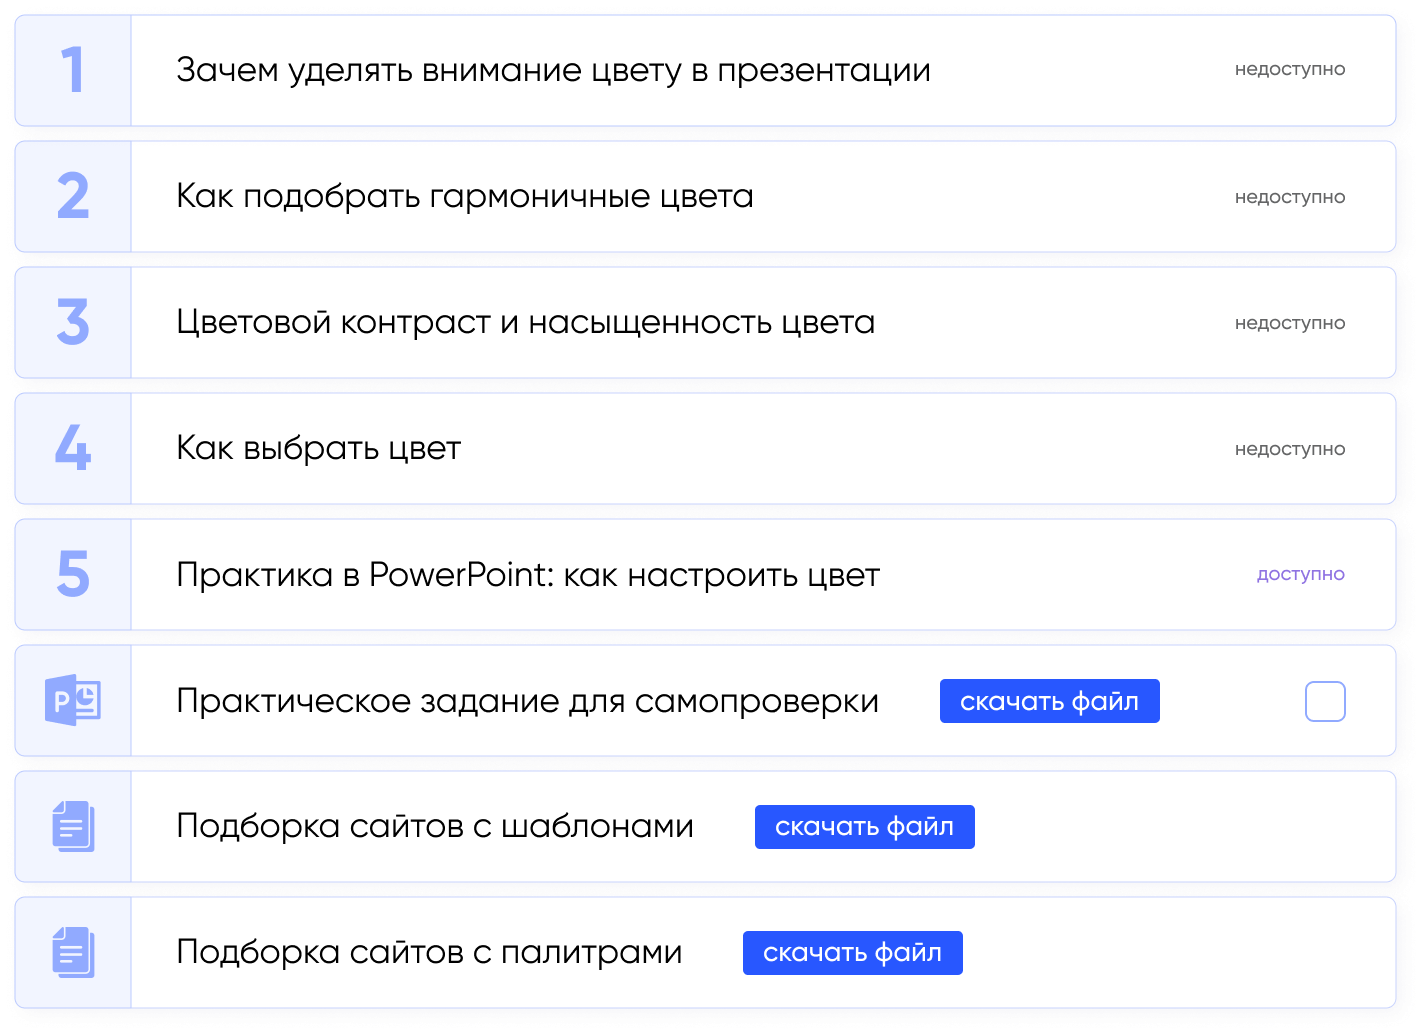 1 Зачем уделять внимание цвету в презентации недоступно
2 Как подобрать гармоничные цвета недоступно
3 Цветовой контраст и насыщенность цвета недоступно
4 Как выбрать цвет недоступно
5 Практика в PowerPoint: как настроить цвет доступно
P Практическое задание для самопроверки скачать файл
Подборка сайтов с шаблонами скачать файл
Подборка сайтов с палитрами скачать файл